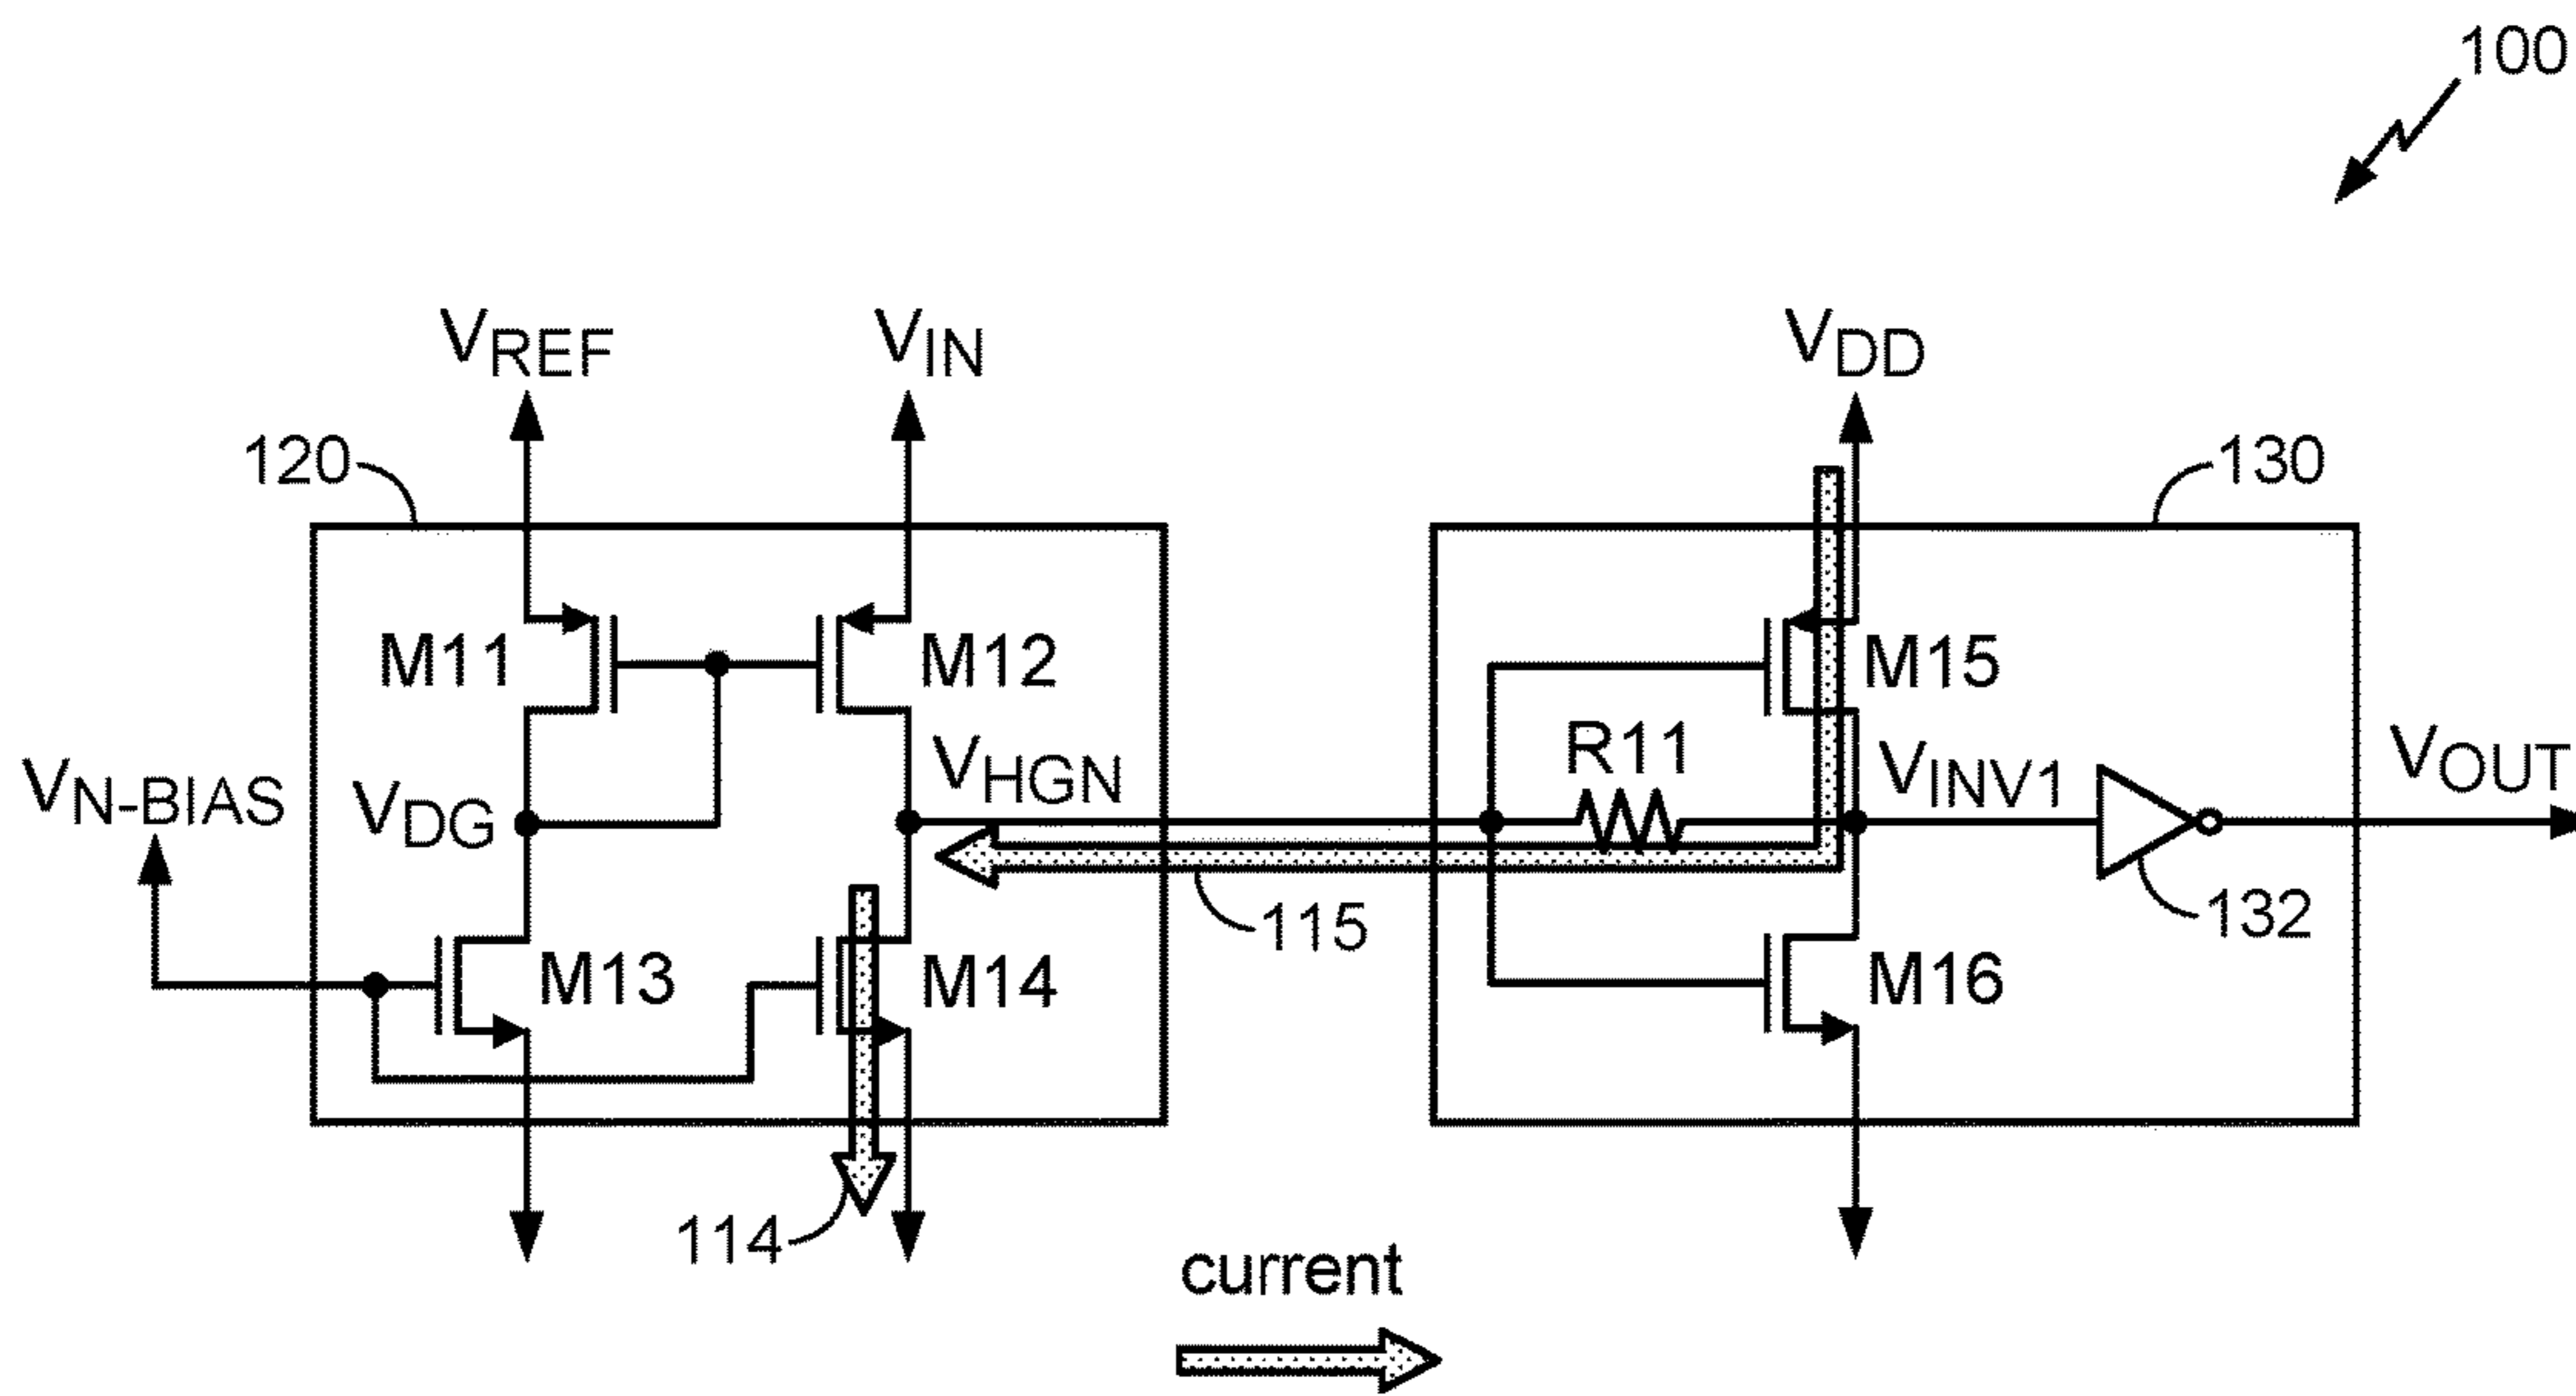 100
VREF
VIN
VDD
120
130
M11
M12
M15
R11
VN-BIAS
VDG
VHGN
VINV1
VOUT
115
132
M13
M14
M16
114
current